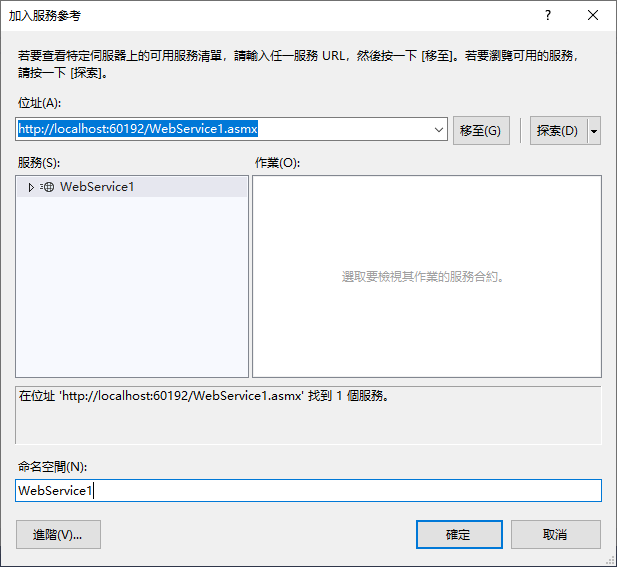 加入服務參考
若要查看特定伺服器上的可用服務清單，請輸入任一服務 URL，然後按一下 [移至]。若要瀏覽可用的服務，
請按一下 [探索]。
位址(A):
http://localhost:60192/WebService1.asmx
移至(G)
探索(D)
服務(S):
作業(O):
WebService1
選取要檢視其作業的服務合約。
在位址 'http://localhost:60192/WebService1.asmx' 找到 1 個服務。
命名空間(N):
WebService1
進階(V)...
確定
取消